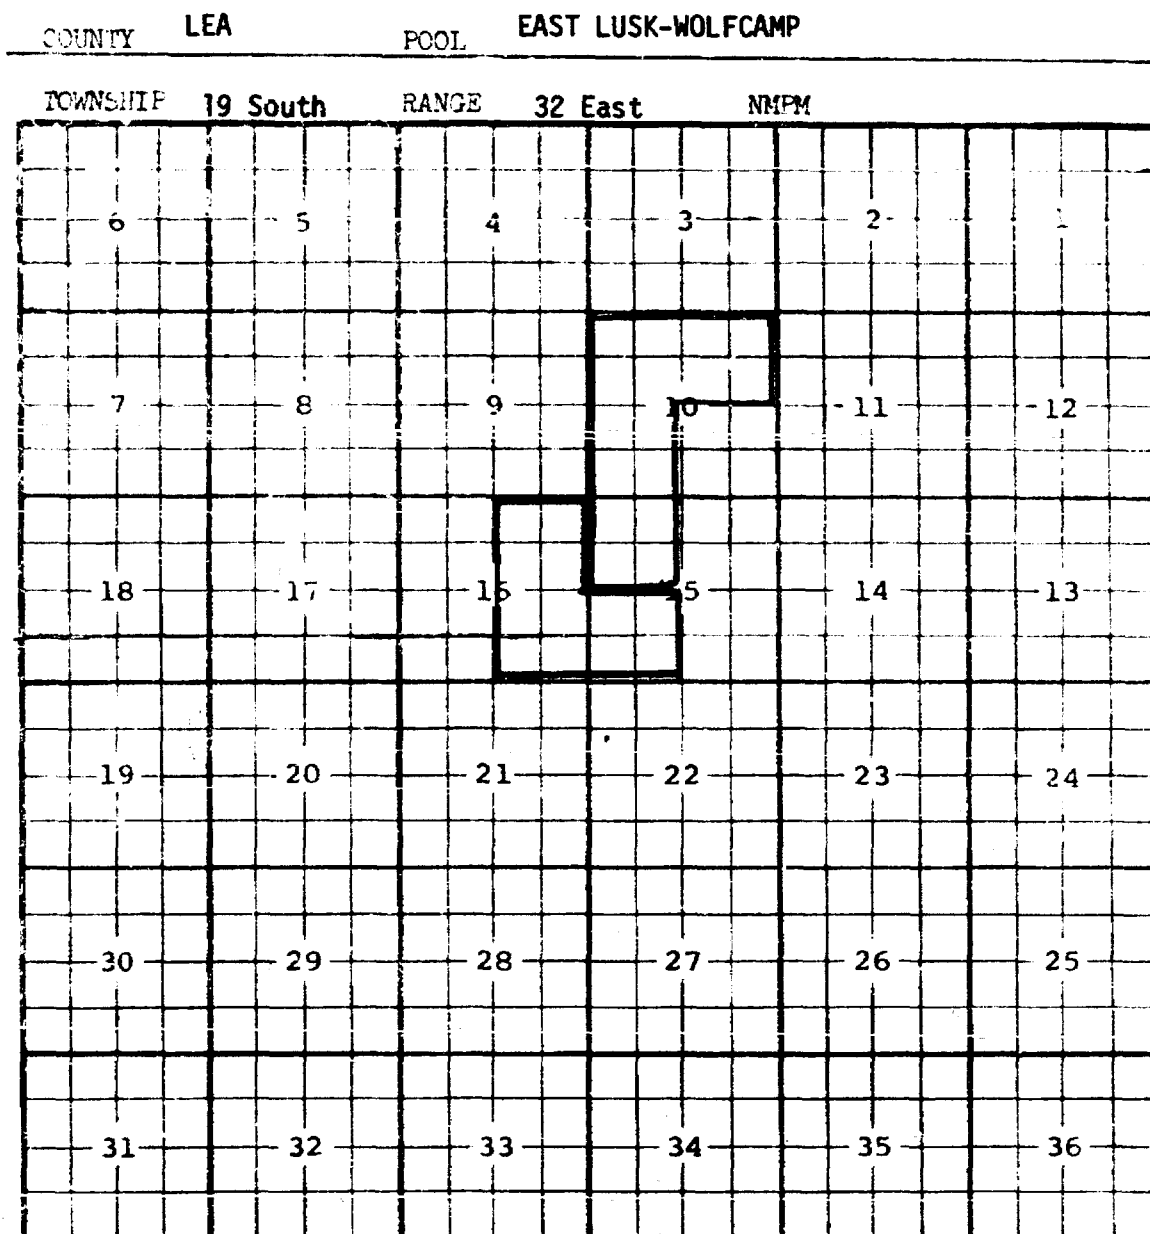 COUNTY LEA POOL EAST LUSK-WOLFCAMP
TOWNSHIP 19 South RANGE 32 East NMPM
6 5 4 3 2 1
7 8 9 10 11 12
18 17 16 15 14 13
19 20 21 22 23 24
30 29 28 27 26 25
31 32 33 34 35 36